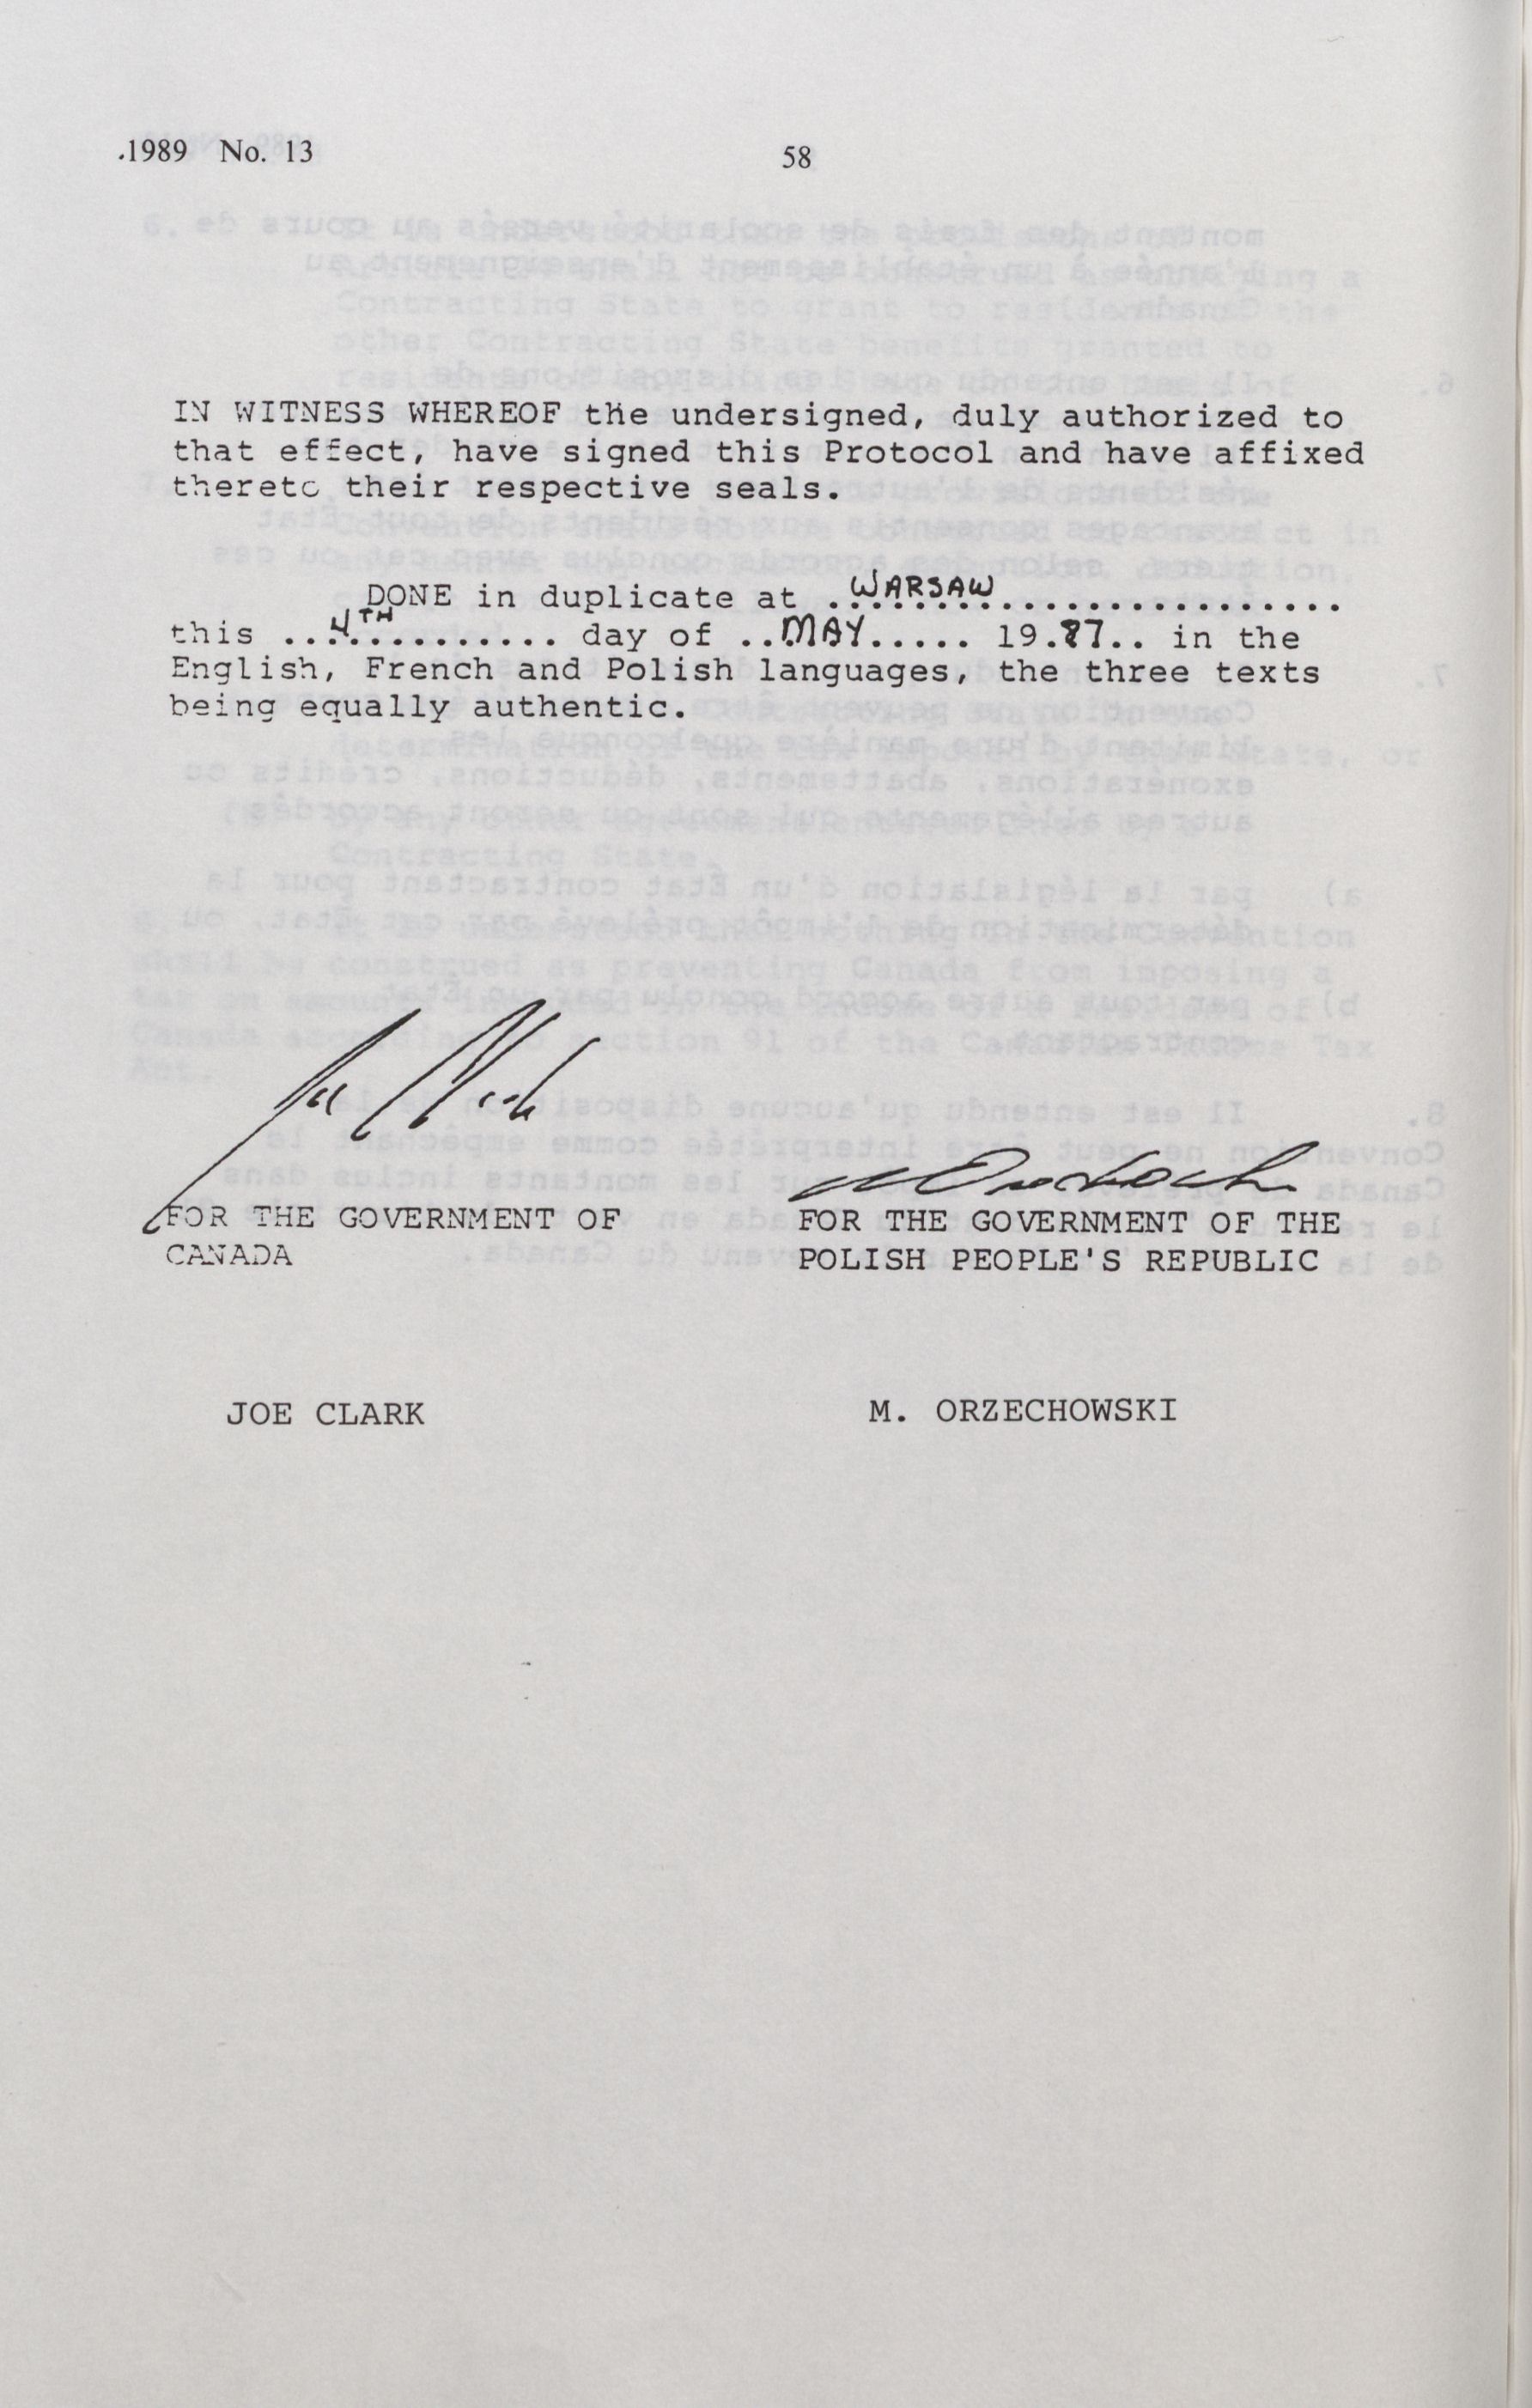 .1989 No. 13
58
IN WITNESS WHEREOF the undersigned, duly authorized to
that effect, have signed this Protocol and have affixed
thereto their respective seals.
DONE in duplicate at .WARSAW......................
this ...4TH.......... day of ..MAY..... 19.87.. in the
English, French and Polish languages, the three texts
being equally authentic.
FOR THE GOVERNMENT OF
CANADA
FOR THE GOVERNMENT OF THE
POLISH PEOPLE'S REPUBLIC
JOE CLARK
M. ORZECHOWSKI